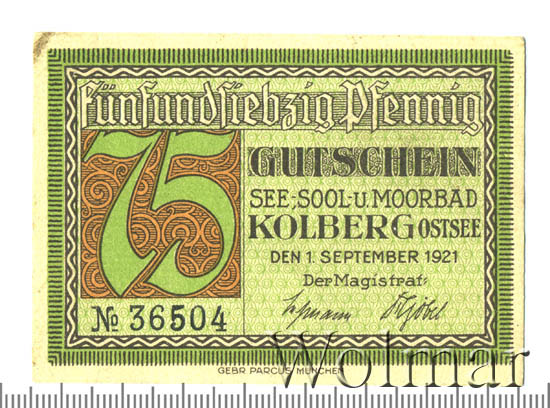 Fünfundsiebzig Pfennig
75
GUTSCHEIN
SEE-, SOOL- U. MOORBAD
KOLBERG OSTSEE
DEN 1. SEPTEMBER 1921
Der Magistrat:
№ 36504
GEBR. PARCUS MÜNCHEN
Wolmar